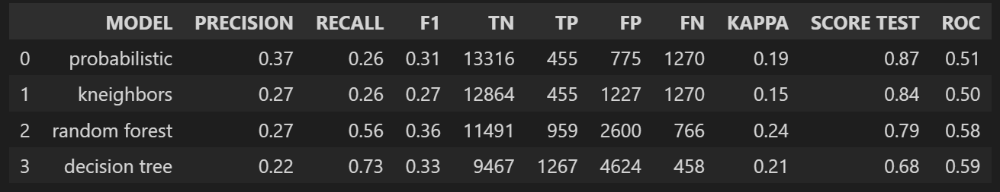 MODEL PRECISION RECALL F1 TN TP FP FN KAPPA SCORE TEST ROC
0 probabilistic 0.37 0.26 0.31 13316 455 775 1270 0.19 0.87 0.51
1 kneighbors 0.27 0.26 0.27 12864 455 1227 1270 0.15 0.84 0.50
2 random forest 0.27 0.56 0.36 11491 959 2600 766 0.24 0.79 0.58
3 decision tree 0.22 0.73 0.33 9467 1267 4624 458 0.21 0.68 0.59